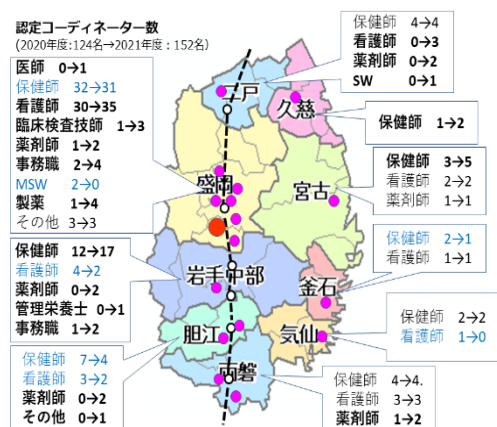 認定コーディネーター数
(2020年度:124名→2021年度:152名)
医師 0→1
保健師 32→31
看護師 30→35
臨床検査技師 1→3
薬剤師 1→2
事務職 2→4
MSW 2→0
製薬 1→4
その他 3→3
保健師 4→4
看護師 0→3
薬剤師 0→2
SW 0→1
二戸
久慈
保健師 1→2
盛岡
宮古
保健師 3→5
看護師 2→2
薬剤師 1→1
保健師 12→17
看護師 4→2
薬剤師 0→2
管理栄養士 0→1
事務職 1→2
岩手中部
釜石
保健師 2→1
看護師 1→1
胆江
気仙
保健師 2→2
看護師 1→0
保健師 7→4
看護師 3→2
薬剤師 0→2
その他 0→1
両磐
保健師 4→4.
看護師 3→3
薬剤師 1→2